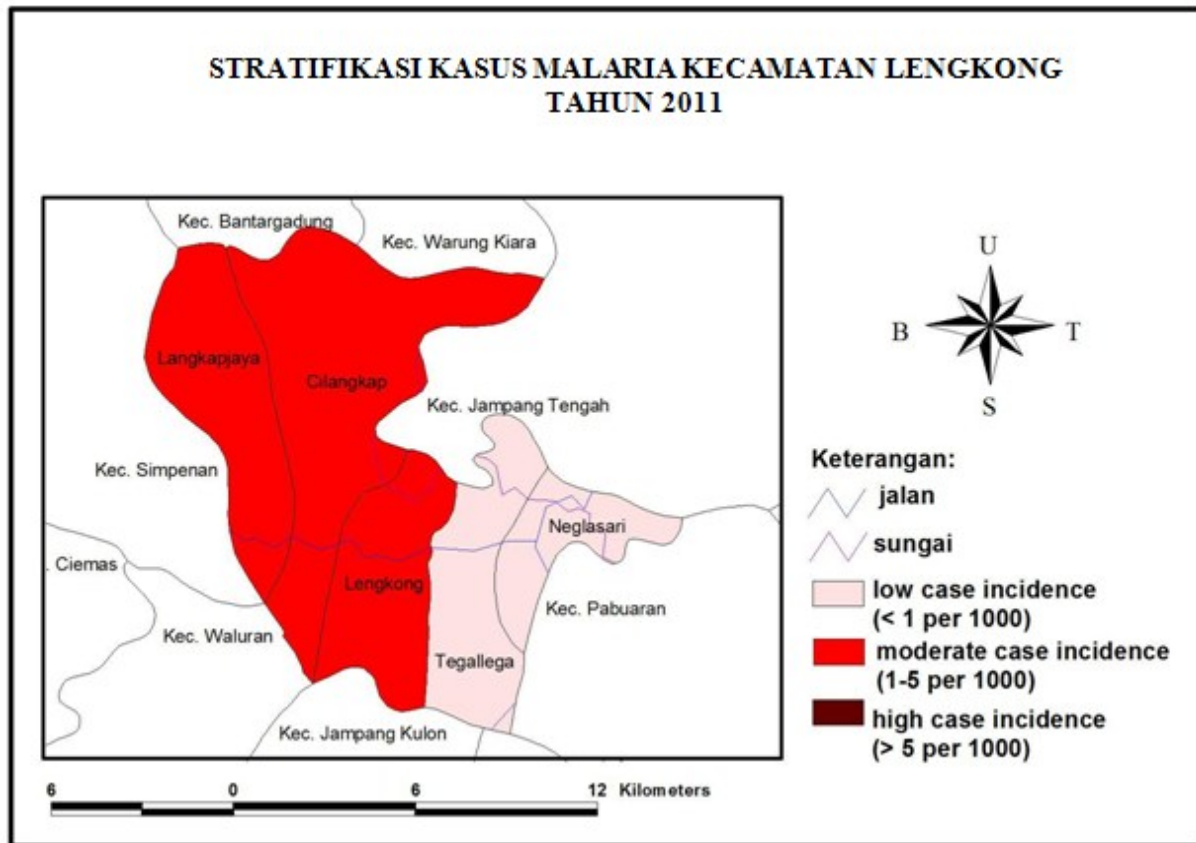 STRATIFIKASI KASUS MALARIA KECAMATAN LENGKONG
TAHUN 2011
Kec. Bantargadung
Kec. Warung Kiara
Langkapjaya
Cilangkap
Kec. Jampang Tengah
Kec. Simpenan
Neglasari
. Ciemas
Lengkong
Kec. Pabuaran
Kec. Waluran
Tegallega
Kec. Jampang Kulon
U
B
T
S
Keterangan:
jalan
sungai
low case incidence
(< 1 per 1000)
moderate case incidence
(1-5 per 1000)
high case incidence
(> 5 per 1000)
6 0 6 12 Kilometers